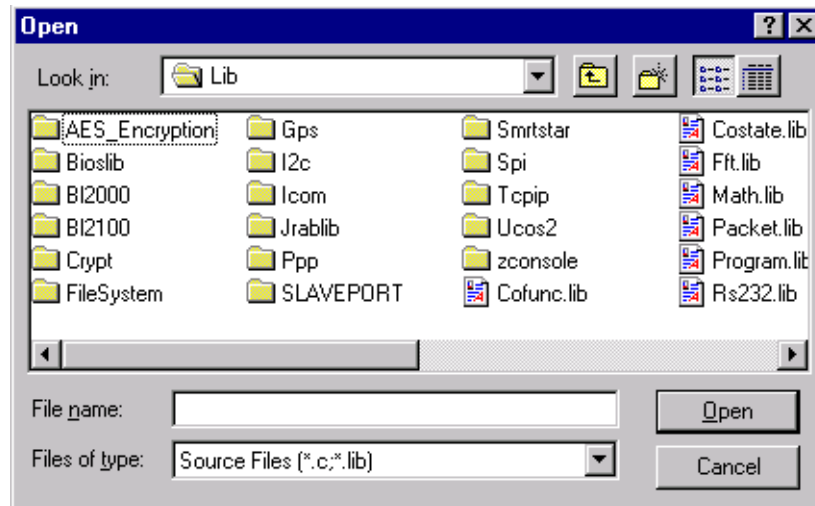 Open
Look in: Lib
AES_Encryption Gps Smrtstar Costate.lib
Bioslib I2c Spi Fft.lib
Bl2000 Icom Tcpip Math.lib
Bl2100 Jrablib Ucos2 Packet.lib
Crypt Ppp zconsole Program.lib
FileSystem SLAVEPORT Cofunc.lib Rs232.lib
File name: Open
Files of type: Source Files (*.c;*.lib) Cancel